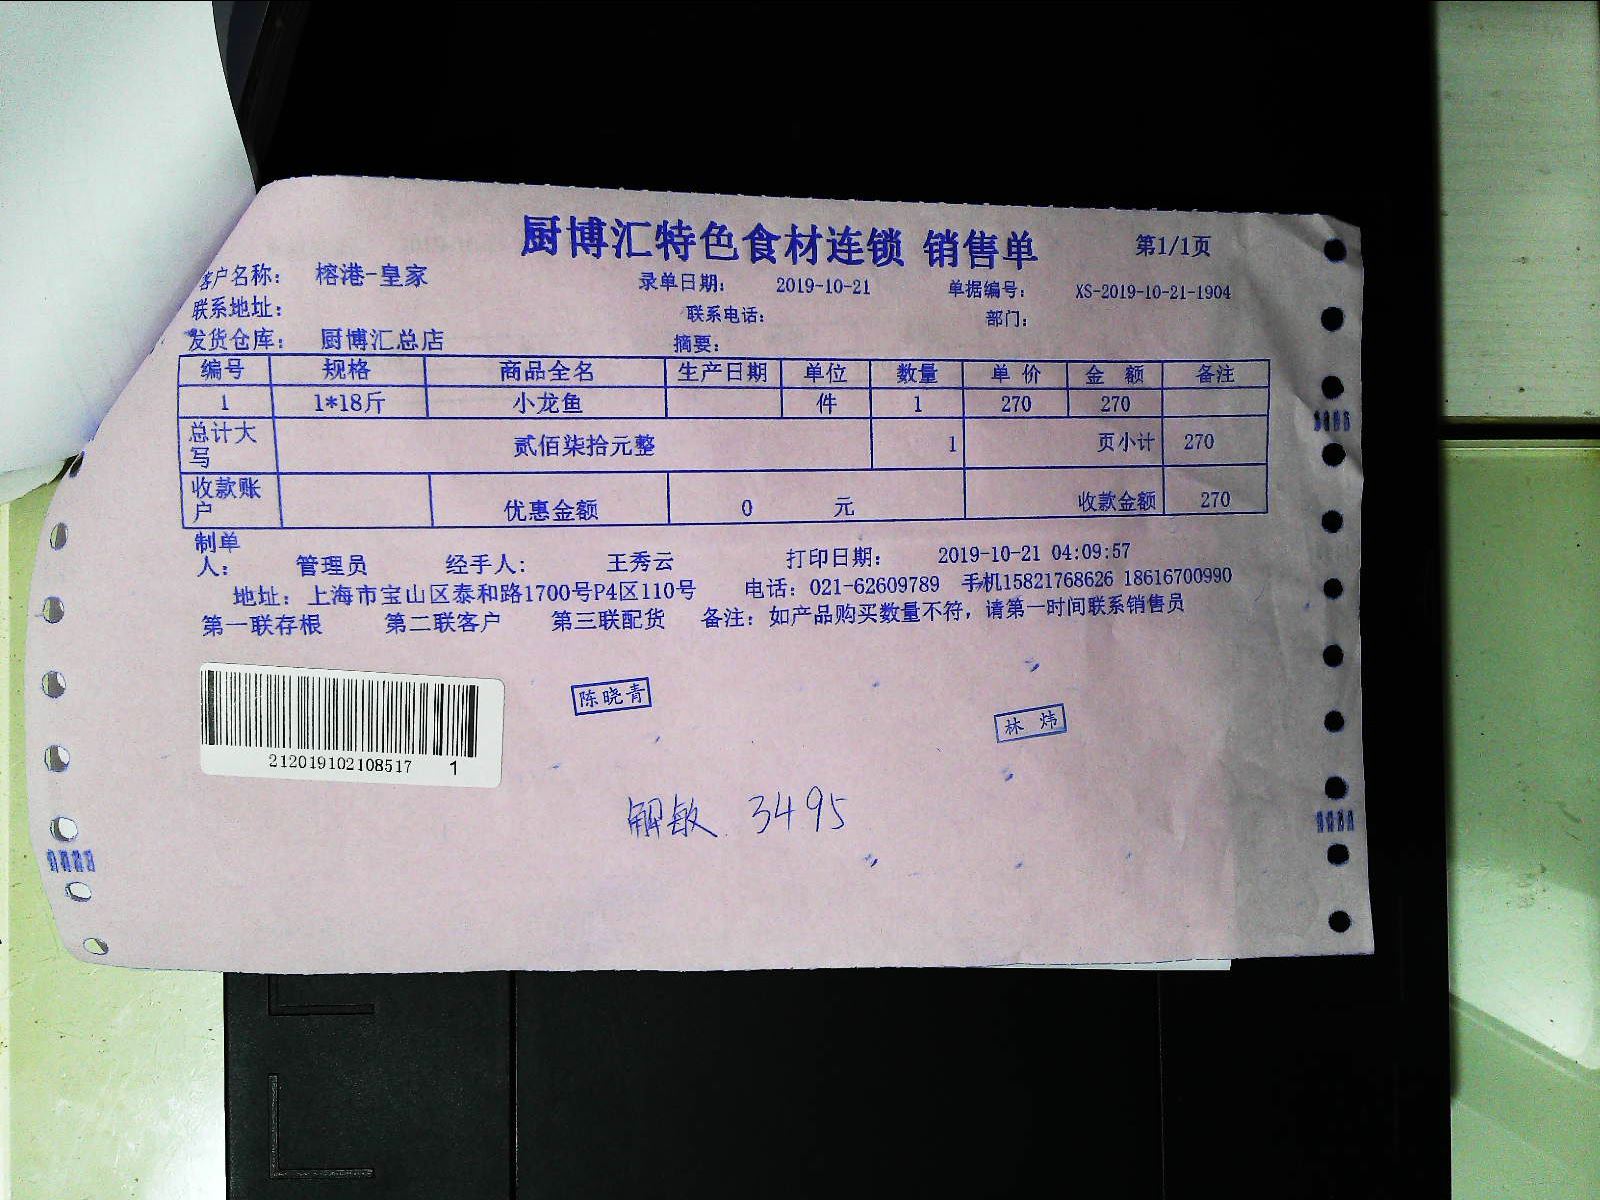 厨博汇特色食材连锁 销售单 第1/1页
客户名称： 榕港-皇家 录单日期： 2019-10-21 单据编号： XS-2019-10-21-1904
联系地址： 联系电话： 部门：
发货仓库： 厨博汇总店 摘要：
编号 规格 商品全名 生产日期 单位 数量 单价 金额 备注
1 1*18斤 小龙鱼 件 1 270 270
总计大写 贰佰柒拾元整 1 页小计 270
收款账户 优惠金额 0 元 收款金额 270
制单人： 管理员 经手人： 王秀云 打印日期： 2019-10-21 04:09:57
地址：上海市宝山区泰和路1700号P4区110号 电话：021-62609789 手机15821768626 18616700990
第一联存根 第二联客户 第三联配货 备注：如产品购买数量不符，请第一时间联系销售员
陈晓青
林炜
212019102108517 1
解敏 3495